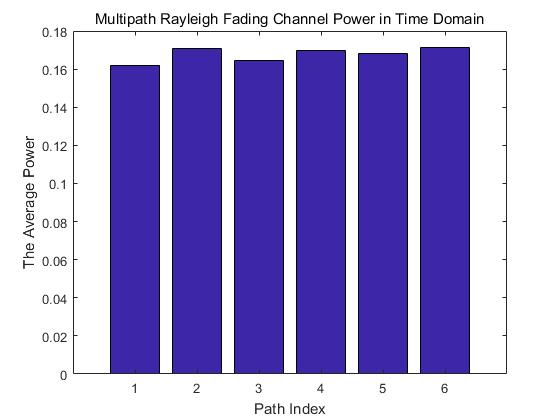 Multipath Rayleigh Fading Channel Power in Time Domain
0.18
0.16
0.14
0.12
0.1
0.08
0.06
0.04
0.02
0
The Average Power
1 2 3 4 5 6
Path Index